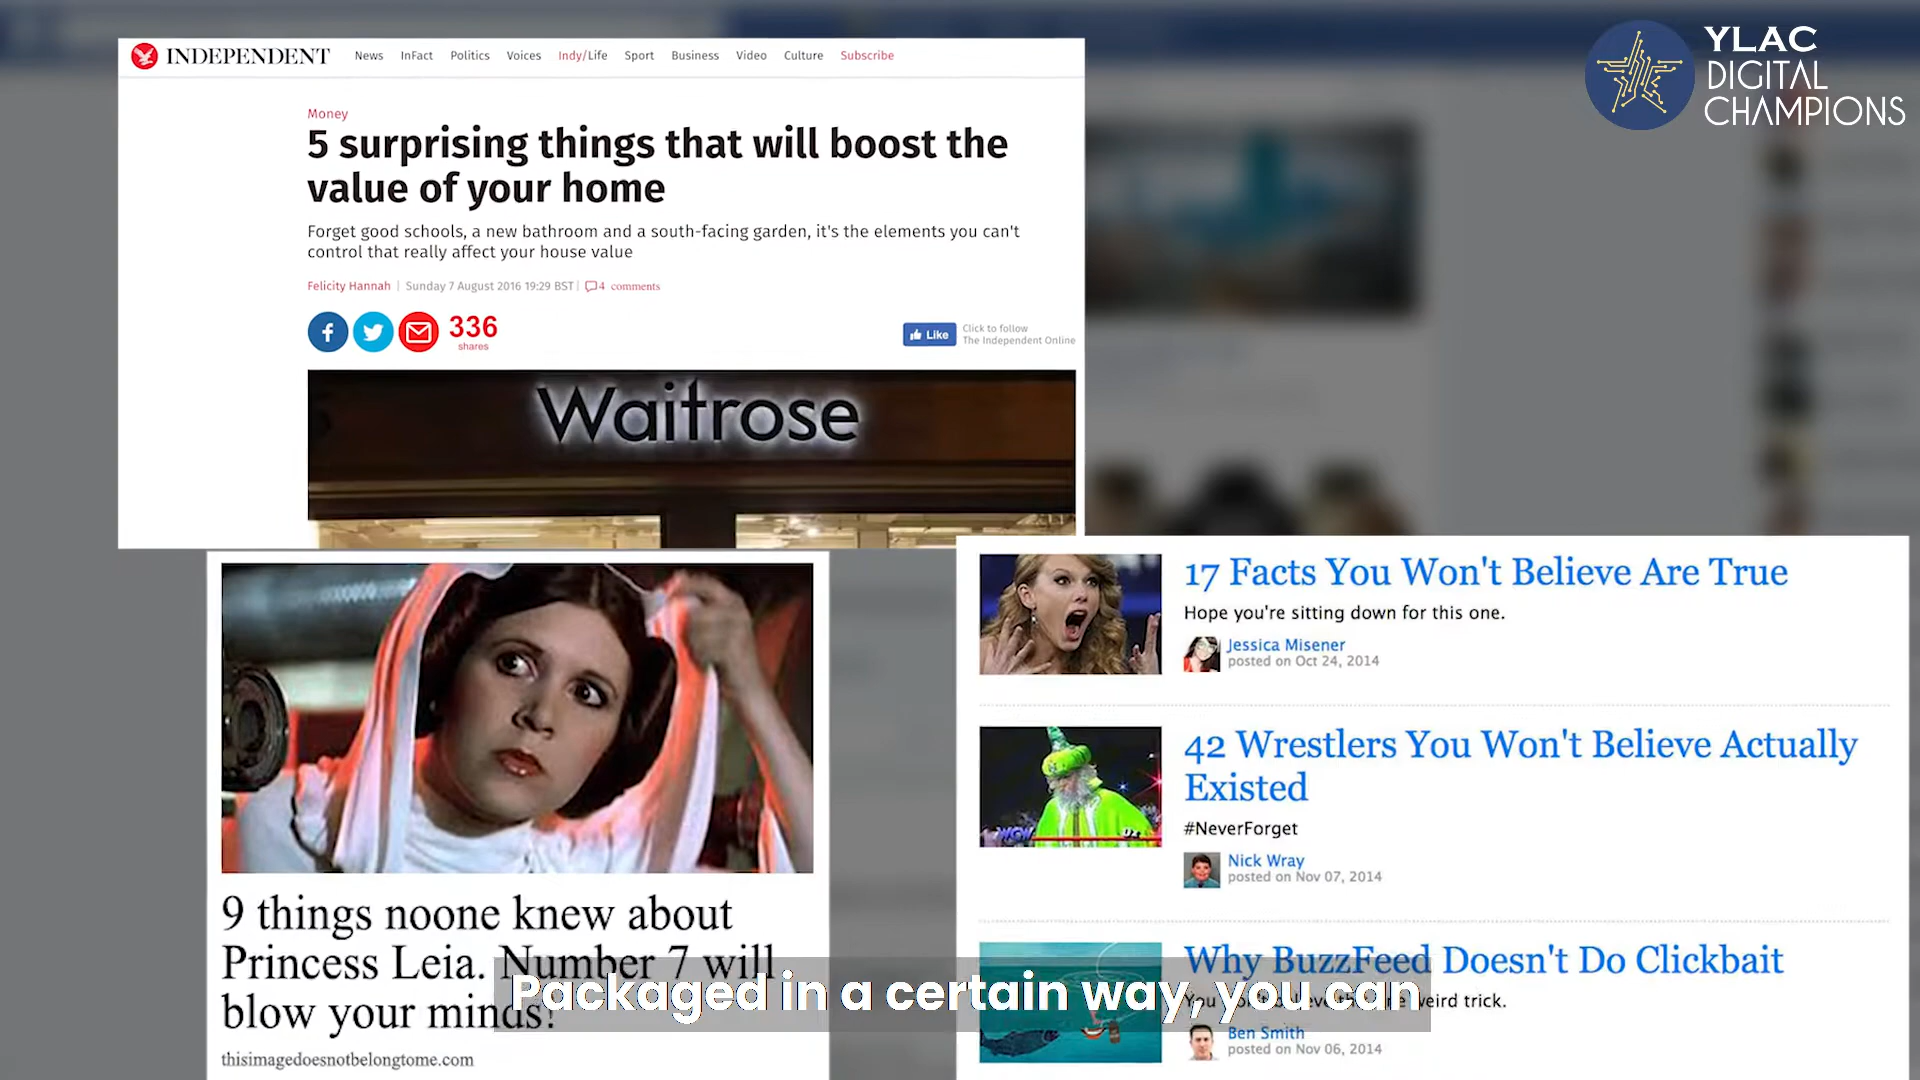 INDEPENDENT News InFact Politics Voices Indy/Life Sport Business Video Culture Subscribe
YLAC
DIGITAL
CHAMPIONS
Money
5 surprising things that will boost the
value of your home
Forget good schools, a new bathroom and a south-facing garden, it's the elements you can't
control that really affect your house value
Felicity Hannah | Sunday 7 August 2016 19:29 BST | 4 comments
336
shares
Like
Click to follow
The Independent Online
Waitrose
9 things noone knew about
Princess Leia. Number 7 will
blow your minds!
thisimagedoesnotbelongtome.com
17 Facts You Won't Believe Are True
Hope you're sitting down for this one.
Jessica Misener
posted on Oct 24, 2014
WCW
42 Wrestlers You Won't Believe Actually
Existed
#NeverForget
Nick Wray
posted on Nov 07, 2014
Why BuzzFeed Doesn't Do Clickbait
You weird trick.
Ben Smith
posted on Nov 06, 2014
Packaged in a certain way, you can